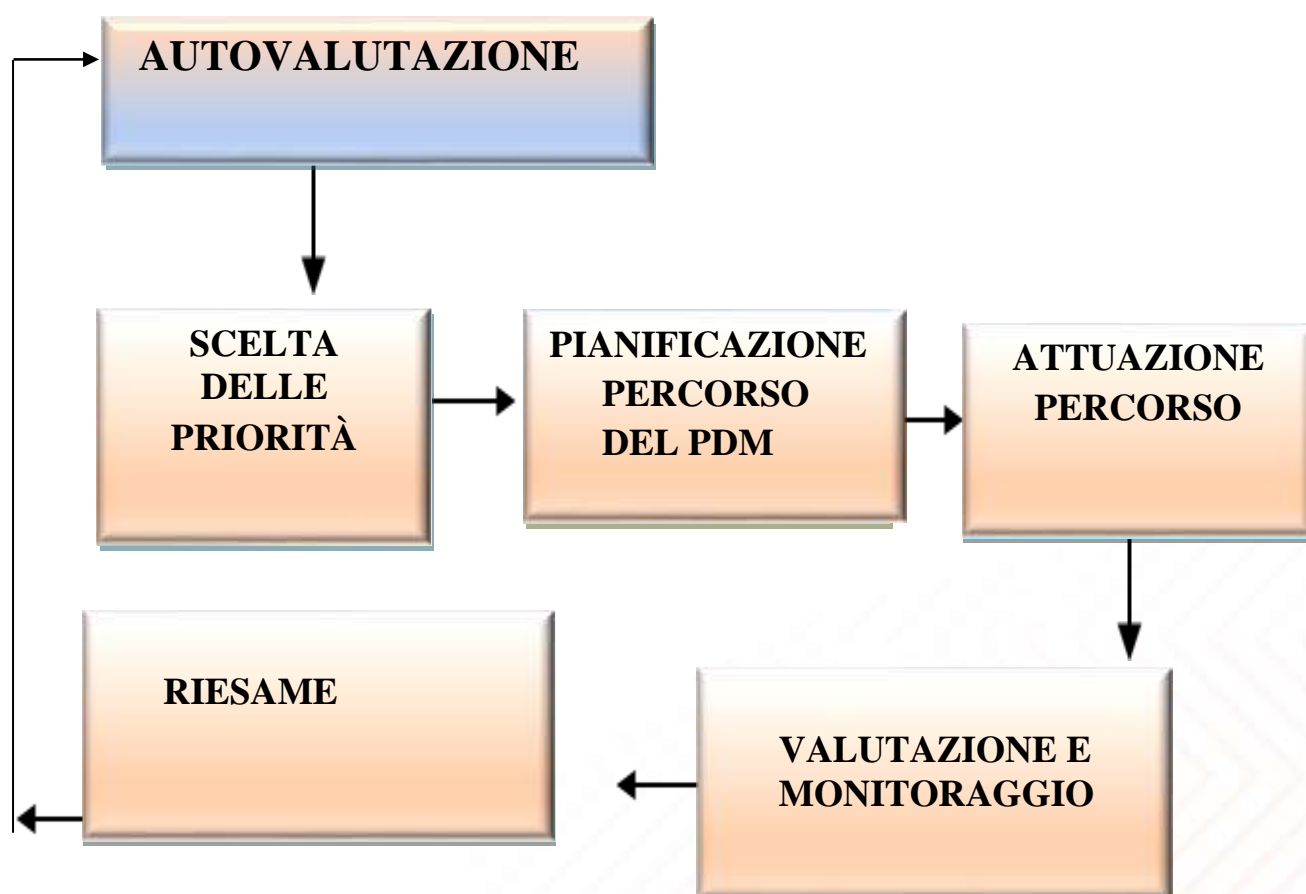 AUTOVALUTAZIONE
SCELTA
DELLE
PRIORITÀ
PIANIFICAZIONE
PERCORSO
DEL PDM
ATTUAZIONE
PERCORSO
VALUTAZIONE E
MONITORAGGIO
RIESAME